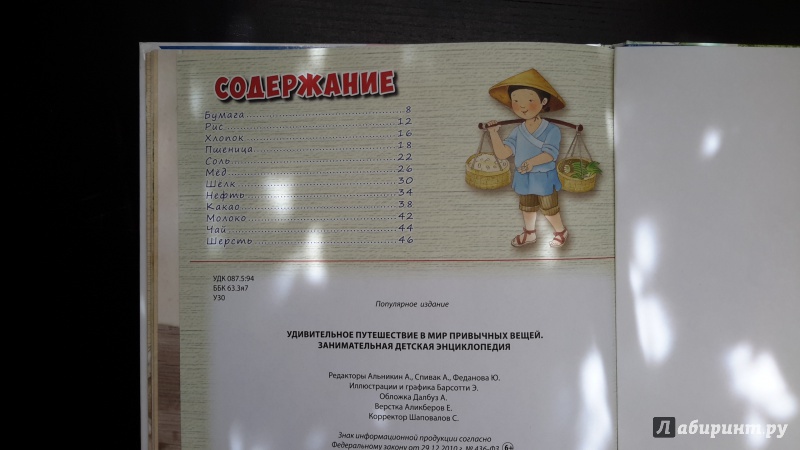 СОДЕРЖАНИЕ
Бумага 8
Рис 12
Хлопок 16
Пшеница 18
Соль 22
Мёд 26
Шелк 30
Нефть 34
Какао 38
Молоко 42
Чай 44
Шерсть 46
УДК 087.5:94
ББК 63.3я7
У30
Популярное издание
УДИВИТЕЛЬНОЕ ПУТЕШЕСТВИЕ В МИР ПРИВЫЧНЫХ ВЕЩЕЙ.
ЗАНИМАТЕЛЬНАЯ ДЕТСКАЯ ЭНЦИКЛОПЕДИЯ
Редакторы Альникин А., Спивак А., Феданова Ю.
Иллюстрации и графика Барсотти Э.
Обложка Далбуз А.
Верстка Аликберов Е.
Корректор Шаповалов С.
Знак информационной продукции согласно
Федеральному закону от 29.12.2010 г. № 436-ФЗ 6+
Лабиринт.ру